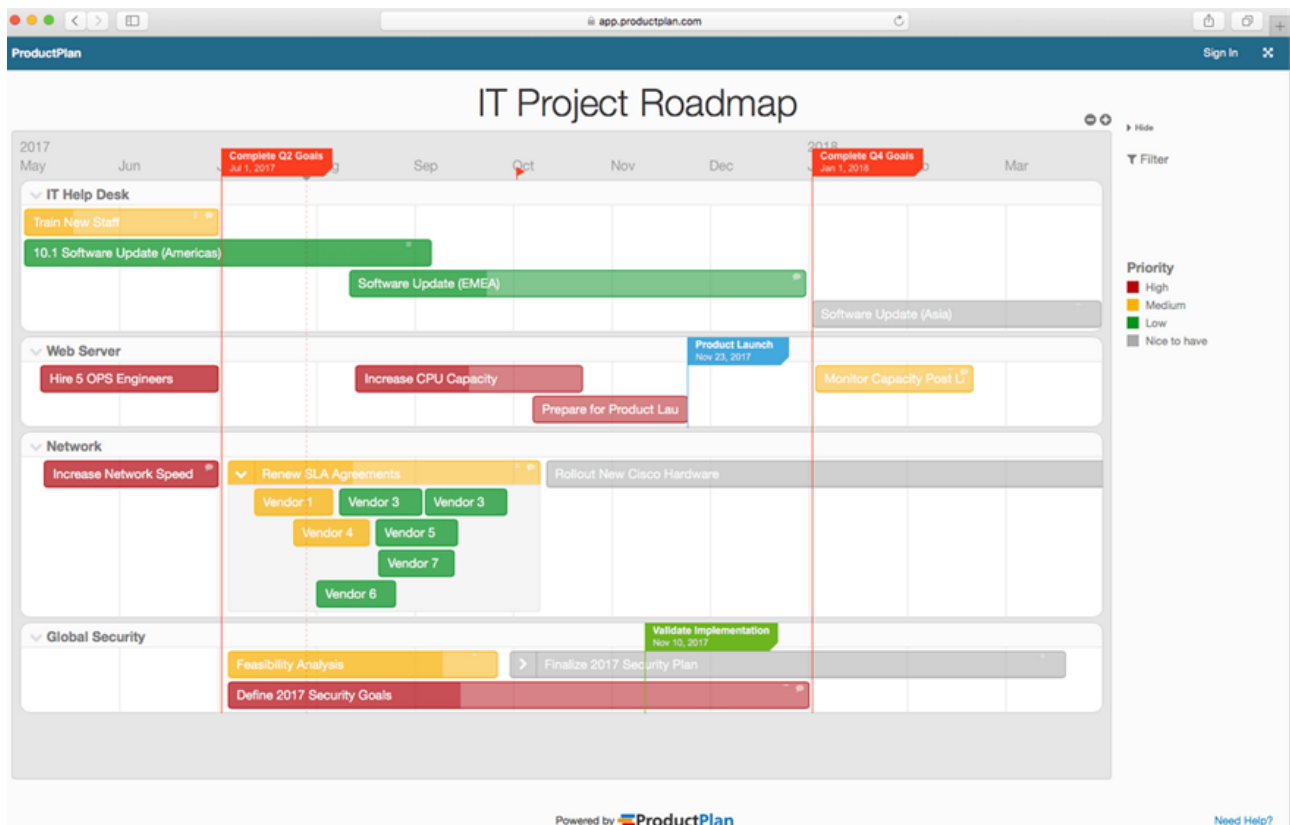 app.productplan.com
ProductPlan
Sign In
IT Project Roadmap
Hide
Filter
2017
2018
May
Jun
Sep
Oct
Nov
Dec
Mar
Complete Q2 Goals
Jul 1, 2017
Complete Q4 Goals
Jan 1, 2018
IT Help Desk
Train New Staff
10.1 Software Update (Americas)
Software Update (EMEA)
Software Update (Asia)
Priority
High
Medium
Low
Nice to have
Web Server
Product Launch
Nov 23, 2017
Hire 5 OPS Engineers
Increase CPU Capacity
Monitor Capacity Post
Prepare for Product Lau
Network
Increase Network Speed
Renew SLA Agreements
Rollout New Cisco Hardware
Vendor 1
Vendor 3
Vendor 3
Vendor 4
Vendor 5
Vendor 7
Vendor 6
Global Security
Validate Implementation
Nov 10, 2017
Feasibility Analysis
Finalize 2017 Security Plan
Define 2017 Security Goals
Powered by ProductPlan
Need Help?